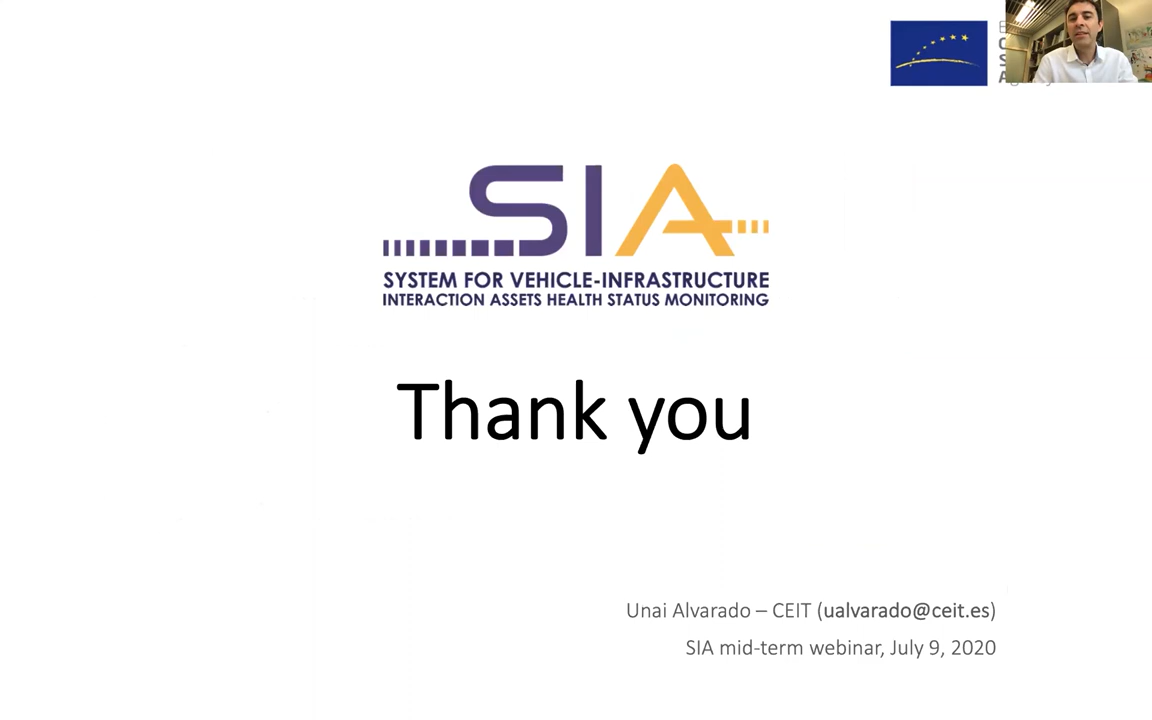 SIA
SYSTEM FOR VEHICLE-INFRASTRUCTURE
INTERACTION ASSETS HEALTH STATUS MONITORING
Thank you
Unai Alvarado – CEIT (ualvarado@ceit.es)
SIA mid-term webinar, July 9, 2020